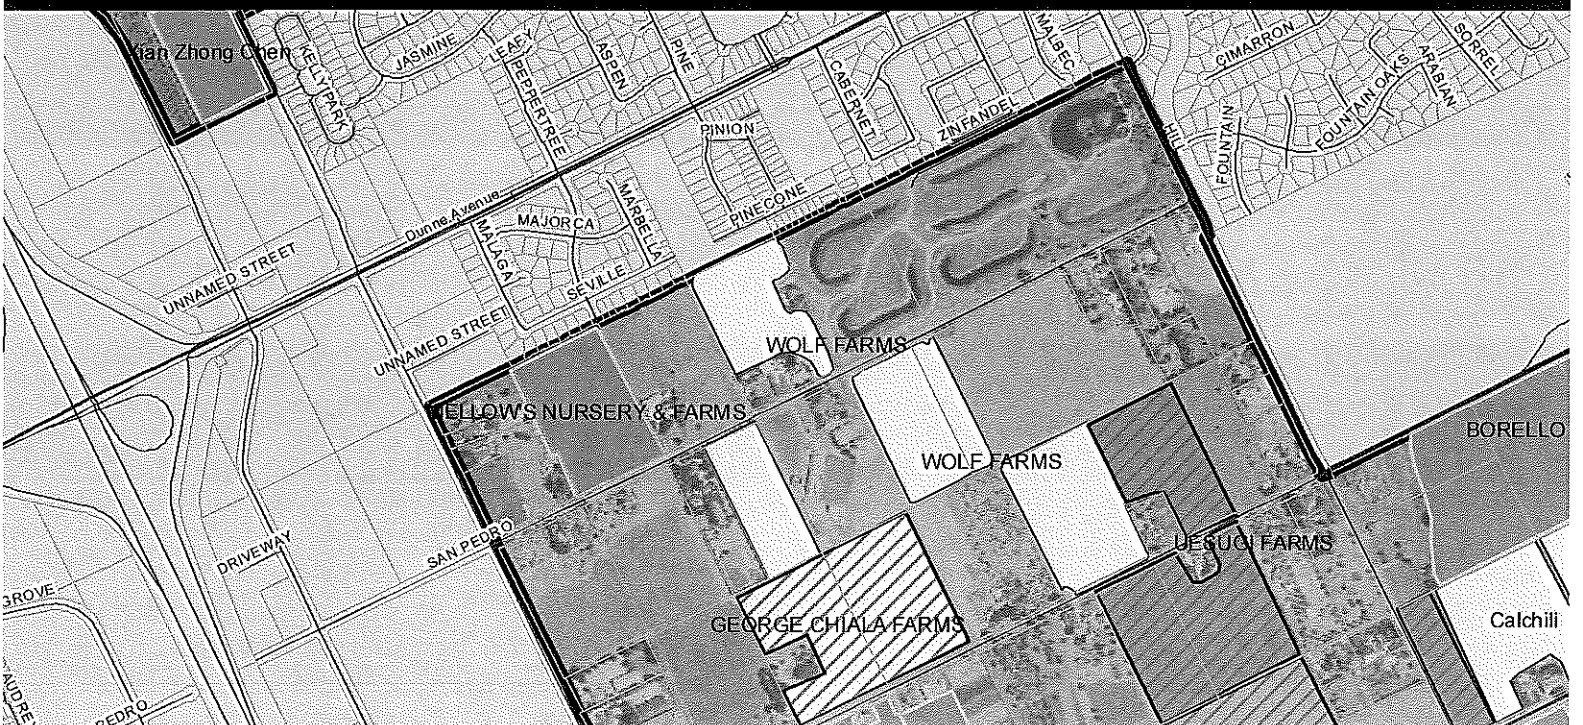 Xian Zhong Chen
KELLY PARK
JASMINE
LEAFY
PEPPERTREE
ASPEN
PINE
CABERNET
MALBEC
ZINFANDEL
CIMARRON
SORREL
ARABIAN
FOUNTAIN OAKS
FOUNTAIN
HILL
PINION
PINECONE
Dunne Avenue
MAJORCA
MARBELLA
MALAGA
SEVILLE
UNNAMED STREET
UNNAMED STREET
WOLF FARMS
NELLOW'S NURSERY & FARMS
WOLF FARMS
BORELLO
SAN PEDRO
DRIVEWAY
UESUGI FARMS
GROVE
GEORGE CHIALA FARMS
Calchili
AUDRE
PEDRO